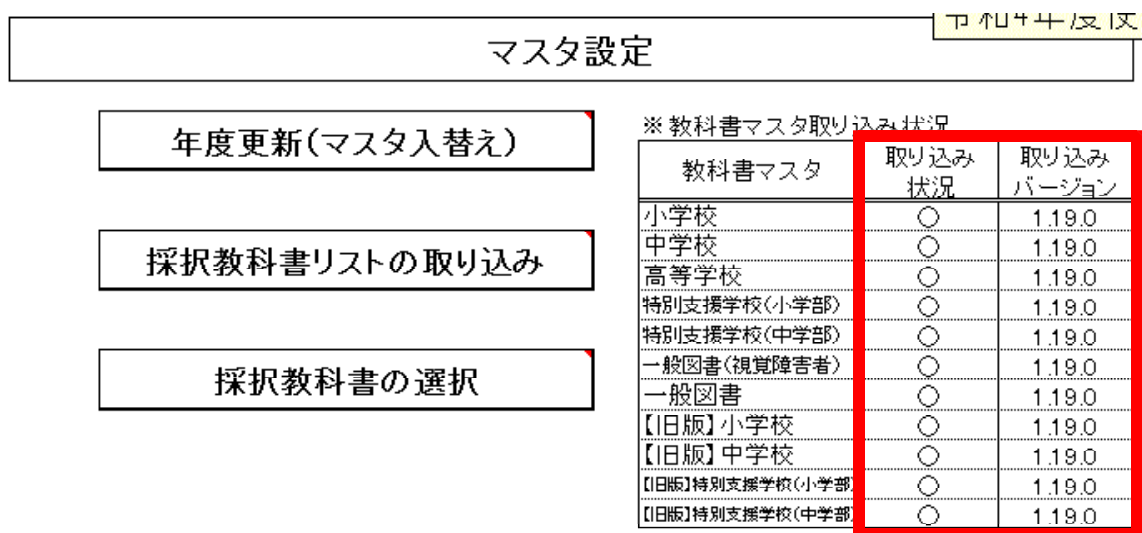 令和4年度使
マスタ設定
年度更新(マスタ入替え)
採択教科書リストの取り込み
採択教科書の選択
※教科書マスタ取り込み状況
教科書マスタ 取り込み状況 取り込みバージョン
小学校 ○ 1.19.0
中学校 ○ 1.19.0
高等学校 ○ 1.19.0
特別支援学校(小学部) ○ 1.19.0
特別支援学校(中学部) ○ 1.19.0
一般図書(視覚障害者) ○ 1.19.0
一般図書 ○ 1.19.0
【旧版】小学校 ○ 1.19.0
【旧版】中学校 ○ 1.19.0
【旧版】特別支援学校(小学部) ○ 1.19.0
【旧版】特別支援学校(中学部) ○ 1.19.0